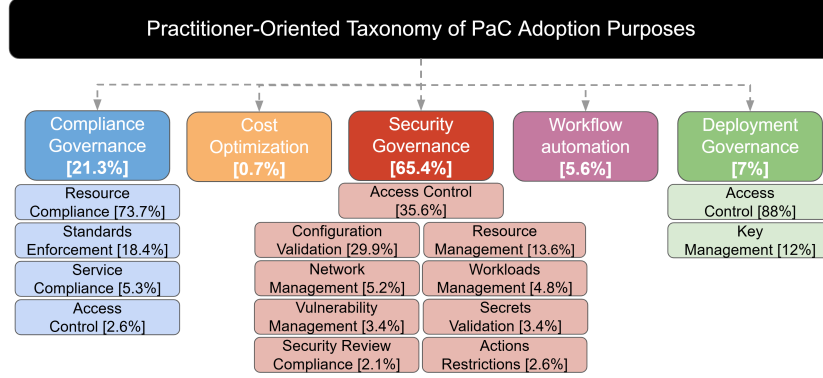 Practitioner-Oriented Taxonomy of PaC Adoption Purposes
Compliance
Governance
[21.3%]
Cost
Optimization
[0.7%]
Security
Governance
[65.4%]
Workflow
automation
[5.6%]
Deployment
Governance
[7%]
Resource
Compliance [73.7%]
Standards
Enforcement [18.4%]
Service
Compliance [5.3%]
Access
Control [2.6%]
Access Control
[35.6%]
Configuration
Validation [29.9%]
Resource
Management [13.6%]
Network
Management [5.2%]
Workloads
Management [4.8%]
Vulnerability
Management [3.4%]
Secrets
Validation [3.4%]
Security Review
Compliance [2.1%]
Actions
Restrictions [2.6%]
Access
Control [88%]
Key
Management [12%]